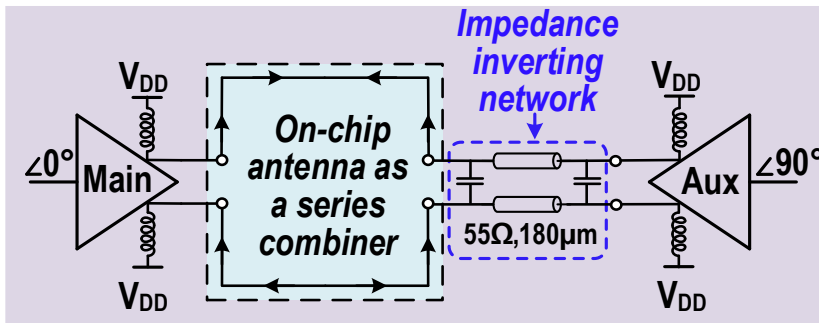 Impedance
inverting
network
VDD
VDD
∠0°
Main
On-chip
antenna as
a series
combiner
Aux
∠90°
55Ω,180μm
VDD
VDD